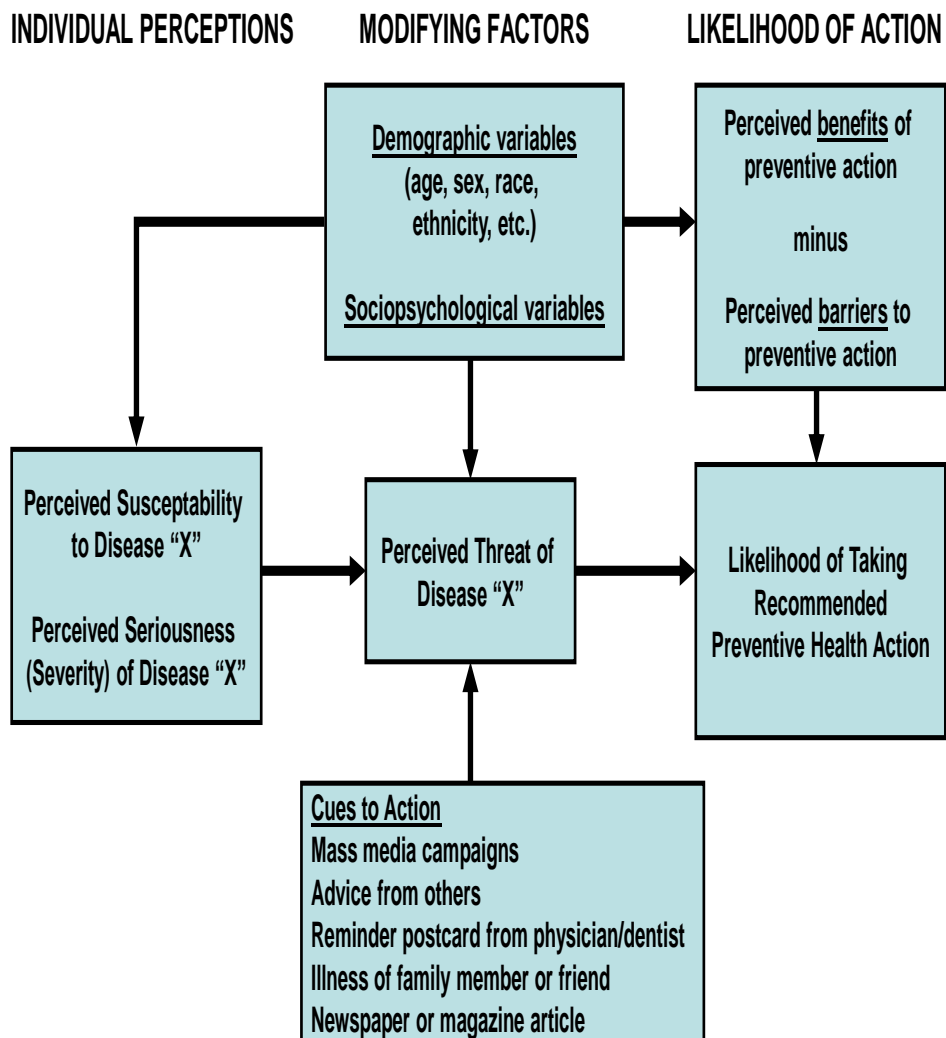 INDIVIDUAL PERCEPTIONS
MODIFYING FACTORS
LIKELIHOOD OF ACTION
Demographic variables
(age, sex, race,
ethnicity, etc.)
Sociopsychological variables
Perceived benefits of
preventive action
minus
Perceived barriers to
preventive action
Perceived Susceptability
to Disease “X”
Perceived Seriousness
(Severity) of Disease “X”
Perceived Threat of
Disease “X”
Likelihood of Taking
Recommended
Preventive Health Action
Cues to Action
Mass media campaigns
Advice from others
Reminder postcard from physician/dentist
Illness of family member or friend
Newspaper or magazine article